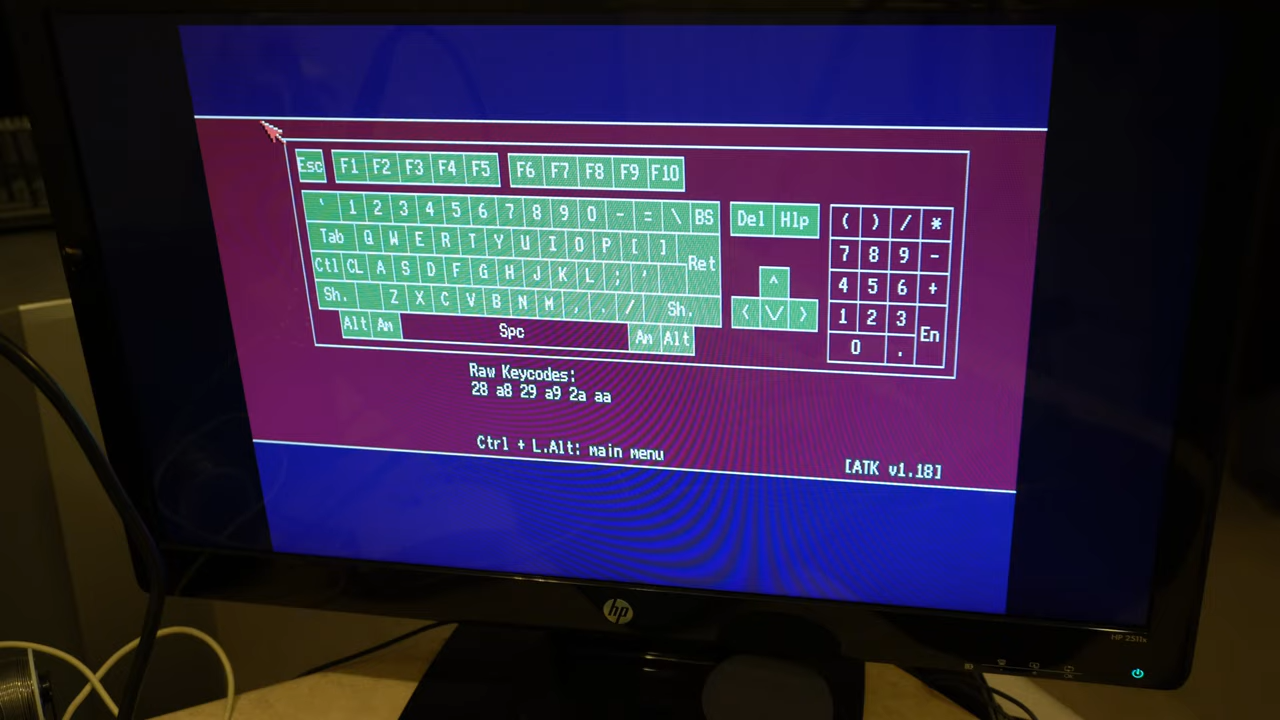 Esc F1 F2 F3 F4 F5 F6 F7 F8 F9 F10
` 1 2 3 4 5 6 7 8 9 0 - = \ BS Del Hlp ( ) / *
Tab Q W E R T Y U I O P [ ] 7 8 9 -
Ctl CL A S D F G H J K L ; ' Ret ^ 4 5 6 +
Sh. Z X C V B N M , . / Sh. < V > 1 2 3
Alt Am Spc Am Alt 0 . En
Raw Keycodes:
28 a8 29 a9 2a aa
Ctrl + L.Alt: main menu
[ATK v1.18]
hp
HP 2511x